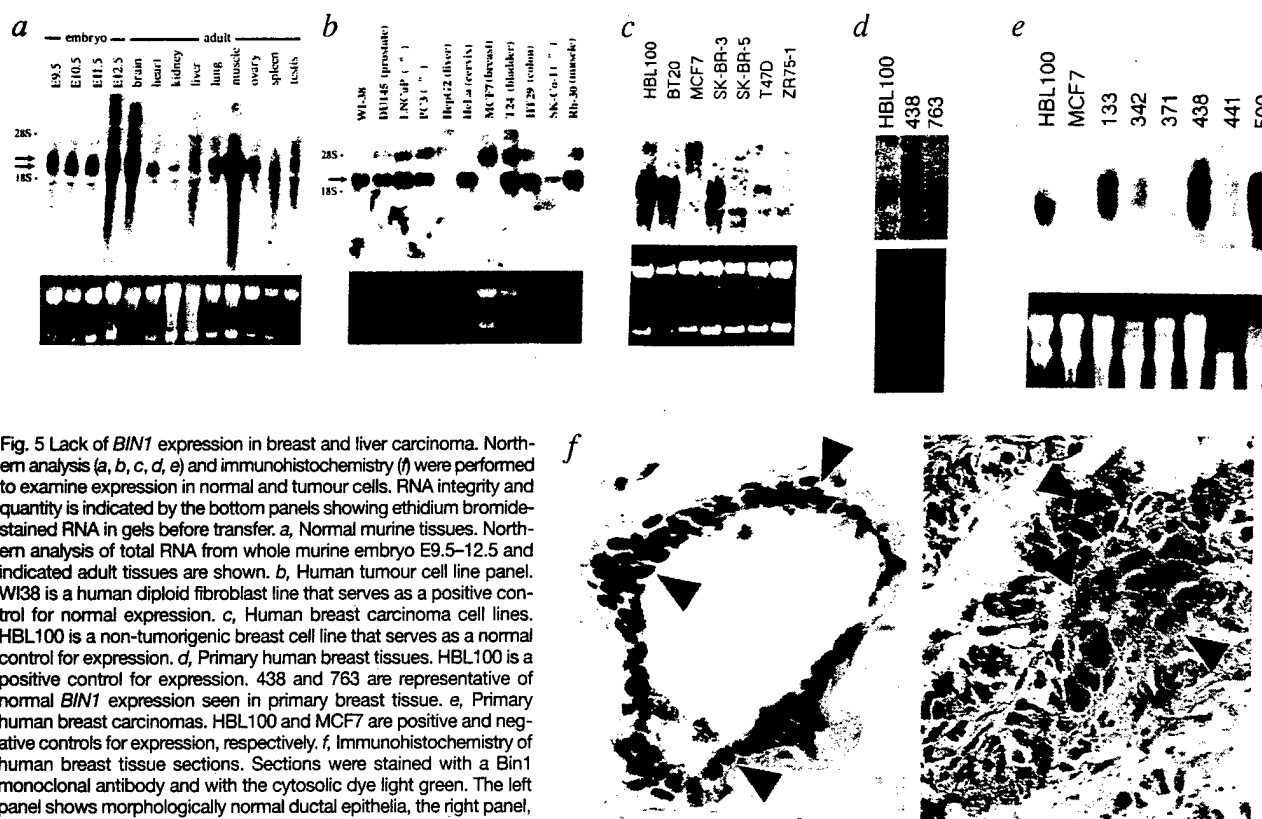 a
b
c
d
e
embryo
adult
E9.5
E10.5
E11.5
E12.5
brain
heart
kidney
liver
lung
muscle
ovary
spleen
testis
28S
18S
WI-38
DU145 (prostate)
LNCaP ( " )
PC3 ( " )
HepG2 (liver)
HeLa (cervix)
MCF7 (breast)
T24 (bladder)
HT29 (colon)
SK-Co-1 ( " )
Rh-30 (muscle)
28S
18S
HBL100
BT20
MCF7
SK-BR-3
SK-BR-5
T47D
ZR75-1
HBL100
438
763
HBL100
MCF7
133
342
371
438
441
Fig. 5 Lack of BIN1 expression in breast and liver carcinoma. North-
ern analysis (a, b, c, d, e) and immunohistochemistry (f) were performed
to examine expression in normal and tumour cells. RNA integrity and
quantity is indicated by the bottom panels showing ethidium bromide-
stained RNA in gels before transfer. a, Normal murine tissues. North-
ern analysis of total RNA from whole murine embryo E9.5–12.5 and
indicated adult tissues are shown. b, Human tumour cell line panel.
WI38 is a human diploid fibroblast line that serves as a positive con-
trol for normal expression. c, Human breast carcinoma cell lines.
HBL100 is a non-tumorigenic breast cell line that serves as a normal
control for expression. d, Primary human breast tissues. HBL100 is a
positive control for expression. 438 and 763 are representative of
normal BIN1 expression seen in primary breast tissue. e, Primary
human breast carcinomas. HBL100 and MCF7 are positive and neg-
ative controls for expression, respectively. f, Immunohistochemistry of
human breast tissue sections. Sections were stained with a Bin1
monoclonal antibody and with the cytosolic dye light green. The left
panel shows morphologically normal ductal epithelia, the right panel,
f